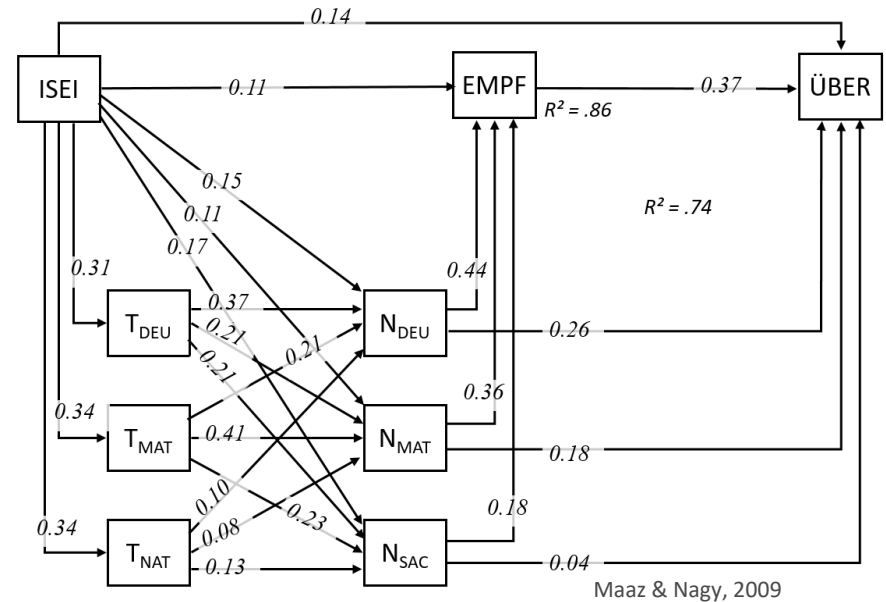 0.14
ISEI
0.11
EMPF
0.37
ÜBER
R² = .86
0.15
0.11
0.17
R² = .74
0.31
0.44
T_DEU
0.37
0.21
0.21
0.21
N_DEU
0.26
0.34
0.36
T_MAT
0.41
N_MAT
0.18
0.10
0.08
0.23
0.18
0.34
T_NAT
0.13
N_SAC
0.04
Maaz & Nagy, 2009